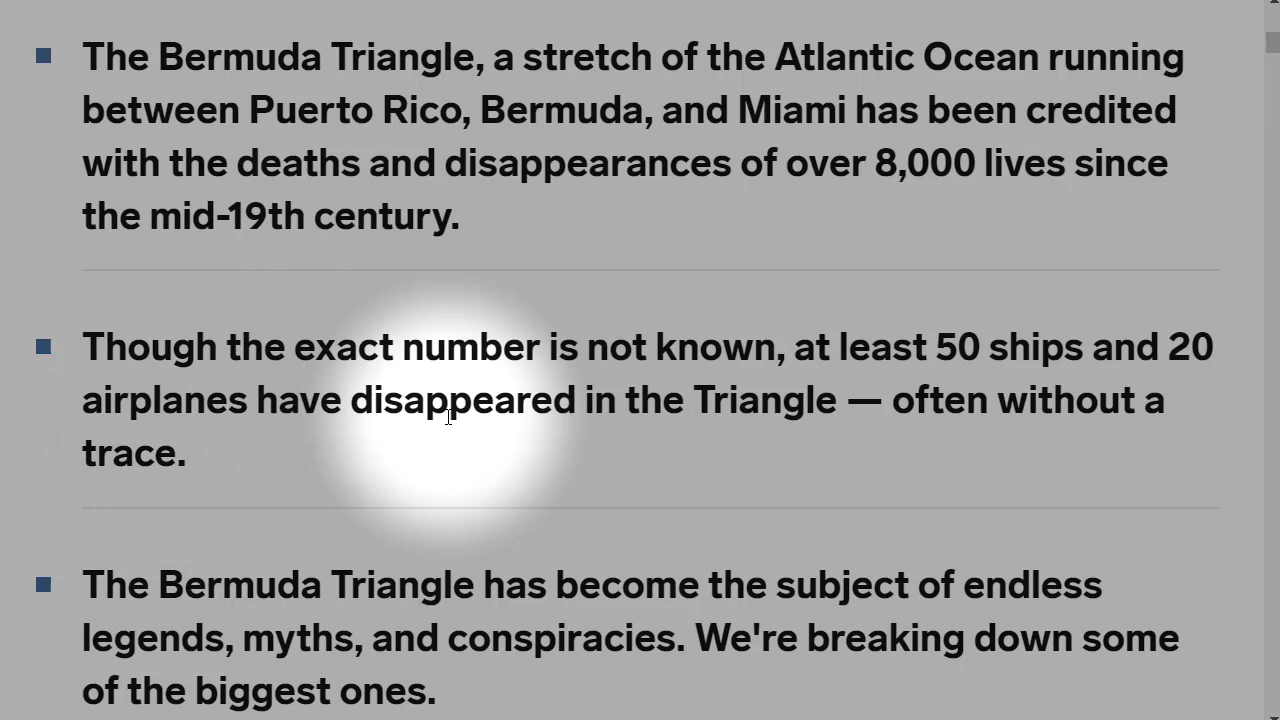 The Bermuda Triangle, a stretch of the Atlantic Ocean running
between Puerto Rico, Bermuda, and Miami has been credited
with the deaths and disappearances of over 8,000 lives since
the mid-19th century.
Though the exact number is not known, at least 50 ships and 20
airplanes have disappeared in the Triangle — often without a
trace.
The Bermuda Triangle has become the subject of endless
legends, myths, and conspiracies. We're breaking down some
of the biggest ones.